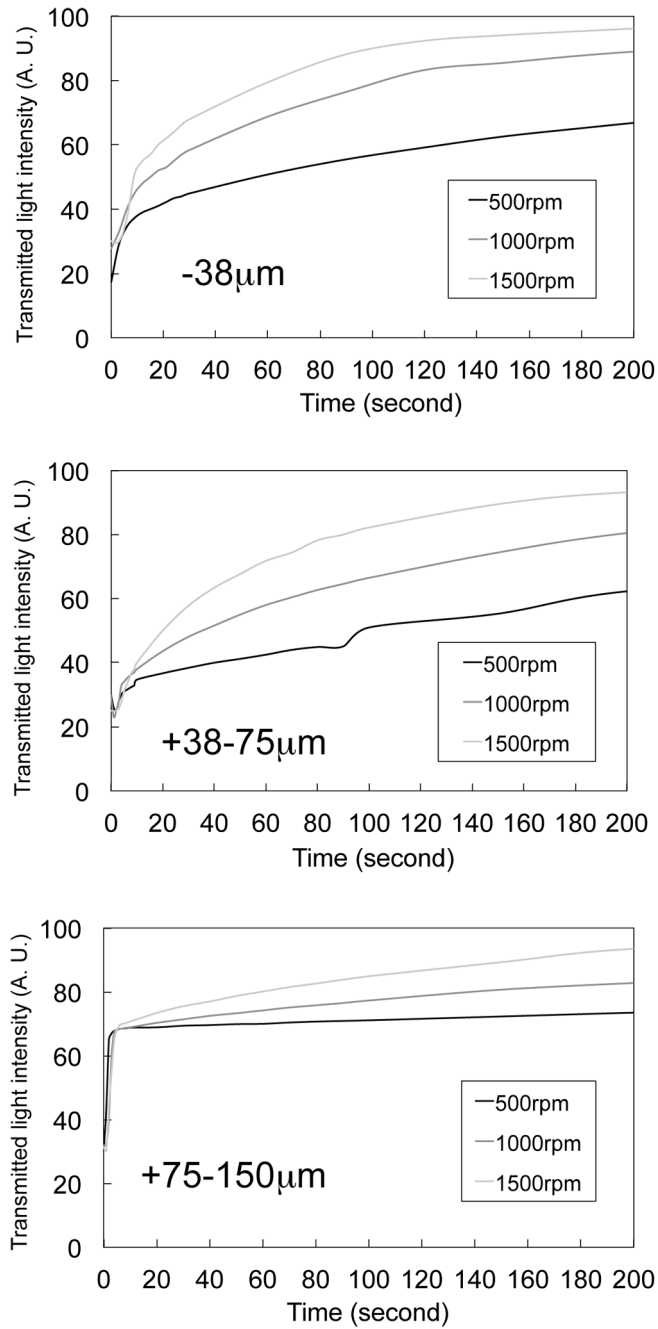 Transmitted light intensity (A. U.)
100
80
60
40
20
0
500rpm
1000rpm
1500rpm
-38μm
0 20 40 60 80 100 120 140 160 180 200
Time (second)
Transmitted light intensity (A. U.)
100
80
60
40
20
0
500rpm
1000rpm
1500rpm
+38-75μm
0 20 40 60 80 100 120 140 160 180 200
Time (second)
Transmitted light intensity (A. U.)
100
80
60
40
20
0
500rpm
1000rpm
1500rpm
+75-150μm
0 20 40 60 80 100 120 140 160 180 200
Time (second)